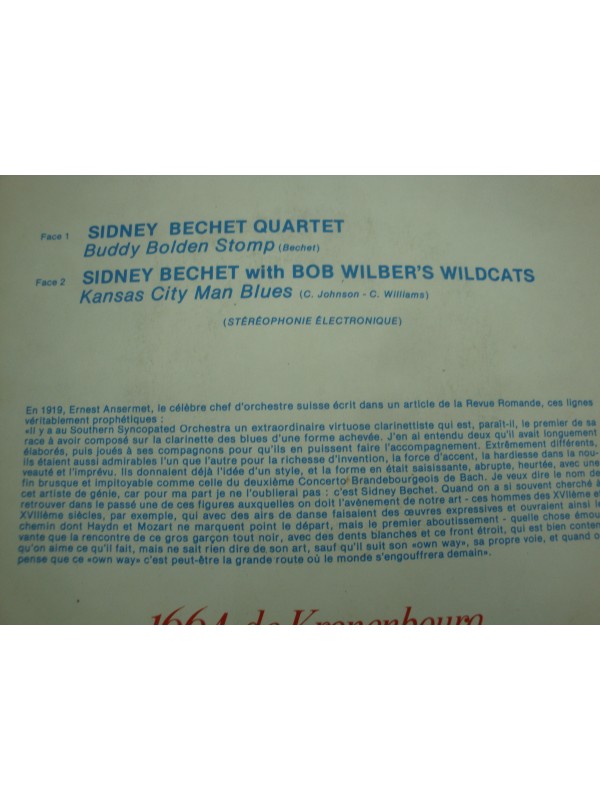 Face 1 SIDNEY BECHET QUARTET
Buddy Bolden Stomp (Bechet)
Face 2 SIDNEY BECHET with BOB WILBER'S WILDCATS
Kansas City Man Blues (C. Johnson - C. Williams)
(STÉRÉOPHONIE ÉLECTRONIQUE)
En 1919, Ernest Ansermet, le célèbre chef d'orchestre suisse écrit dans un article de la Revue Romande, ces lignes
véritablement prophétiques :
«Il y a au Southern Syncopated Orchestra un extraordinaire virtuose clarinettiste qui est, paraît-il, le premier de sa
race à avoir composé sur la clarinette des blues d'une forme achevée. J'en ai entendu deux qu'il avait longuement
élaborés, puis joués à ses compagnons pour qu'ils en puissent faire l'accompagnement. Extrêmement différents,
ils étaient aussi admirables l'un que l'autre pour la richesse d'invention, la force d'accent, la hardiesse dans la nou-
veauté et l'imprévu. Ils donnaient déjà l'idée d'un style, et la forme en était saisissante, abrupte, heurtée, avec une
fin brusque et impitoyable comme celle du deuxième Concerto Brandebourgeois de Bach. Je veux dire le nom de
cet artiste de génie, car pour ma part je ne l'oublierai pas : c'est Sidney Bechet. Quand on a si souvent cherché à
retrouver dans le passé une de ces figures auxquelles on doit l'avènement de notre art - ces hommes des XVIIème et
XVIIIème siècles, par exemple, qui avec des airs de danse faisaient des œuvres expressives et ouvraient ainsi le
chemin dont Haydn et Mozart ne marquent point le départ, mais le premier aboutissement - quelle chose émou-
vante que la rencontre de ce gros garçon tout noir, avec des dents blanches et ce front étroit, qui est bien content
qu'on aime ce qu'il fait, mais ne sait rien dire de son art, sauf qu'il suit son «own way», sa propre voie, et quand on
pense que ce «own way» c'est peut-être la grande route où le monde s'engouffrera demain».
1664 de Kronenbourg